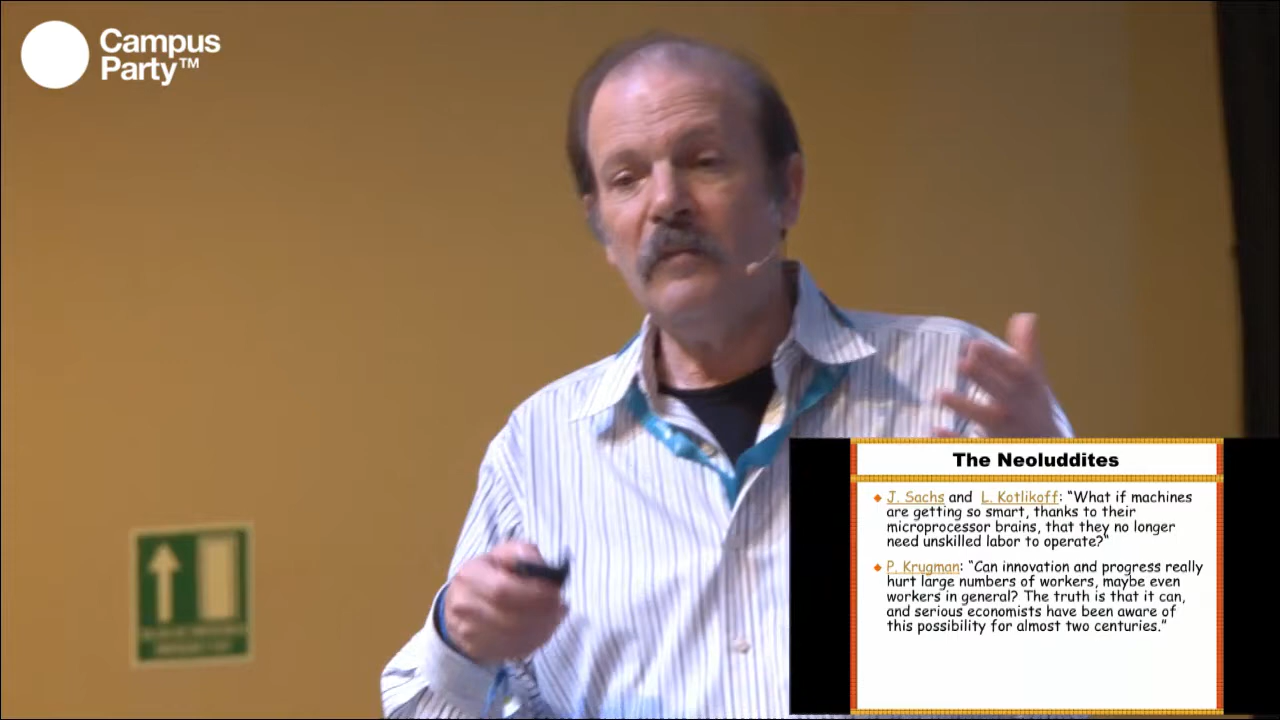 Campus
Party™
The Neoluddites
J. Sachs and L. Kotlikoff: “What if machines
are getting so smart, thanks to their
microprocessor brains, that they no longer
need unskilled labor to operate?”
P. Krugman: “Can innovation and progress really
hurt large numbers of workers, maybe even
workers in general? The truth is that it can,
and serious economists have been aware of
this possibility for almost two centuries.”